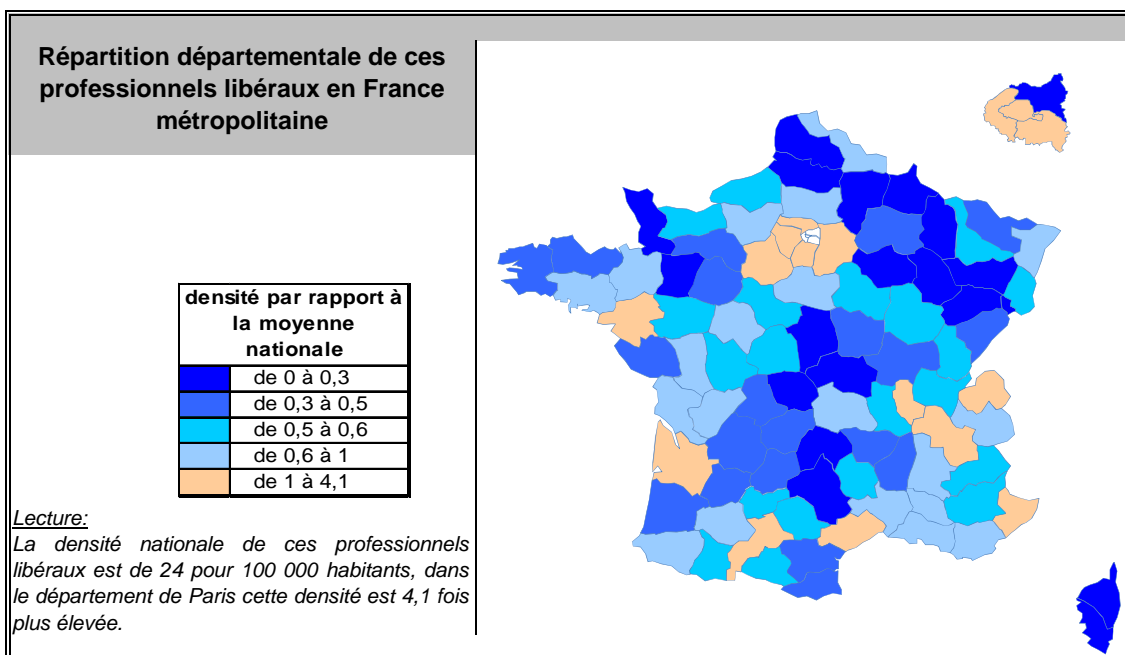 Répartition départementale de ces
professionnels libéraux en France
métropolitaine
densité par rapport à
la moyenne
nationale
de 0 à 0,3
de 0,3 à 0,5
de 0,5 à 0,6
de 0,6 à 1
de 1 à 4,1
Lecture:
La densité nationale de ces professionnels
libéraux est de 24 pour 100 000 habitants, dans
le département de Paris cette densité est 4,1 fois
plus élevée.